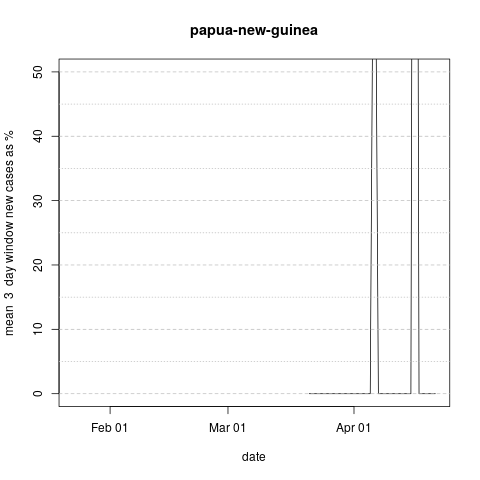 papua-new-guinea
mean 3 day window new cases as %
50
40
30
20
10
0
Feb 01
Mar 01
Apr 01
date